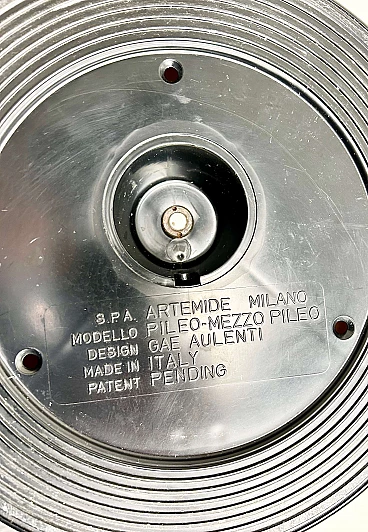 S.P.A. ARTEMIDE MILANO
MODELLO PILEO-MEZZO PILEO
DESIGN GAE AULENTI
MADE IN ITALY
PATENT PENDING